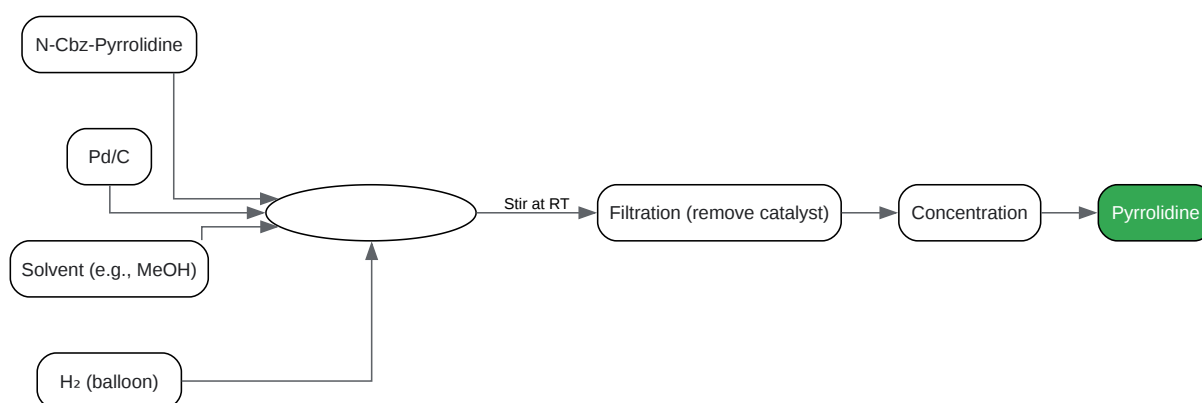 N-Cbz-Pyrrolidine
Pd/C
Solvent (e.g., MeOH)
H₂ (balloon)
Stir at RT
Filtration (remove catalyst)
Concentration
Pyrrolidine